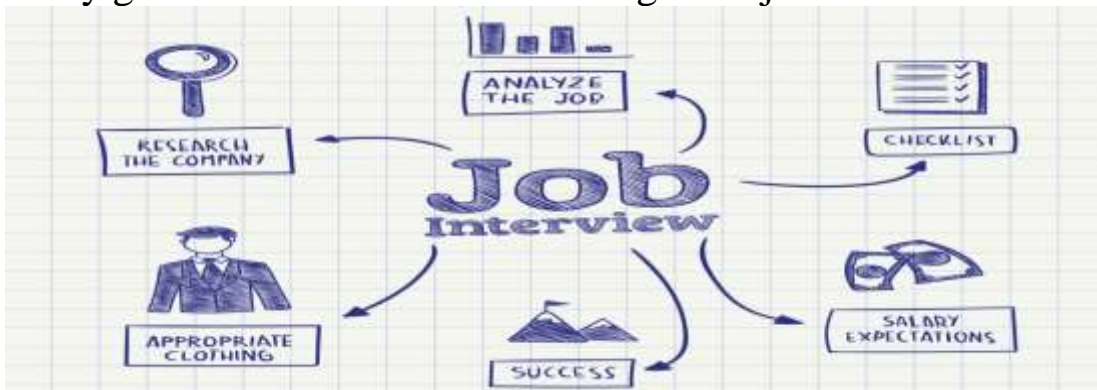 ANALYZE
THE JOB
RESEARCH
THE COMPANY
CHECKLIST
Job
Interview
APPROPRIATE
CLOTHING
SALARY
EXPECTATIONS
SUCCESS